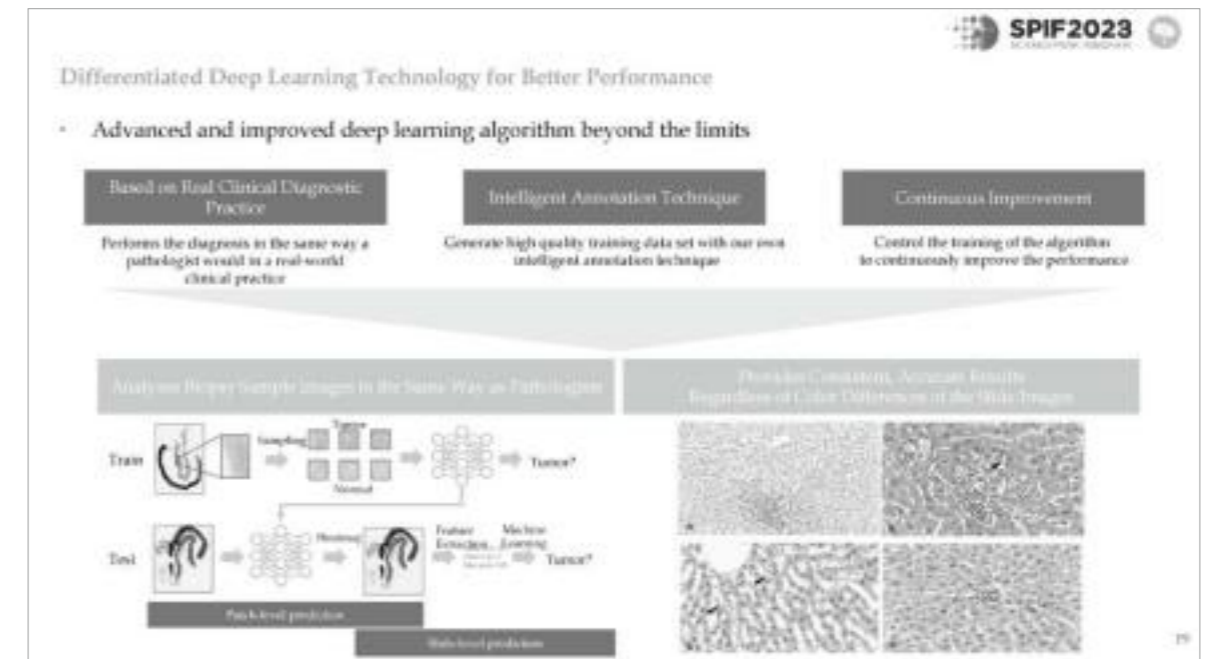 SPIF2023
Differentiated Deep Learning Technology for Better Performance
Advanced and improved deep learning algorithm beyond the limits
Based on Real Clinical Diagnostic
Practice
Performs the diagnosis in the same way a
pathologist would in a real-world
clinical practice
Intelligent Annotation Technique
Generate high quality training data set with our own
intelligent annotation technique
Continuous Improvement
Control the training of the algorithm
to continuously improve the performance
Analyzes Biopsy Sample Images in the Same Way as Pathologists
Provides Consistent, Accurate Results
Regardless of Color Differences of the Slide Images
Train
Sampling
Tumor
Normal
Tumor?
Test
Heatmap
Feature
Extraction
Machine
Learning
Tumor?
Patch-level prediction
Slide-level prediction
19